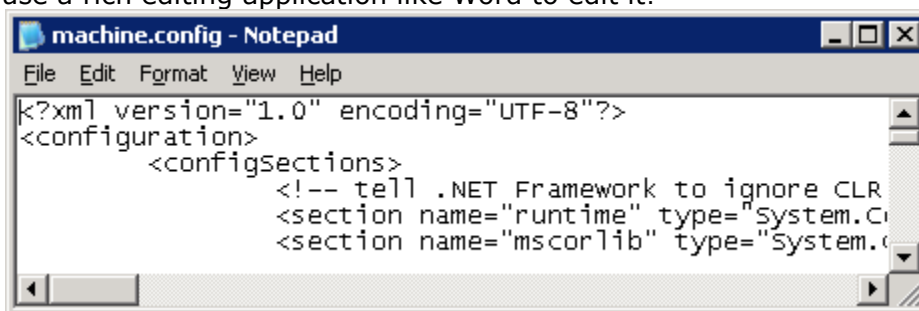 use a rich editing application like Word to edit it.
machine.config - Notepad
File Edit Format View Help
<?xml version="1.0" encoding="UTF-8"?>
<configuration>
<configSections>
<!-- tell .NET Framework to ignore CLR
<section name="runtime" type="System.C
<section name="mscorlib" type="System.